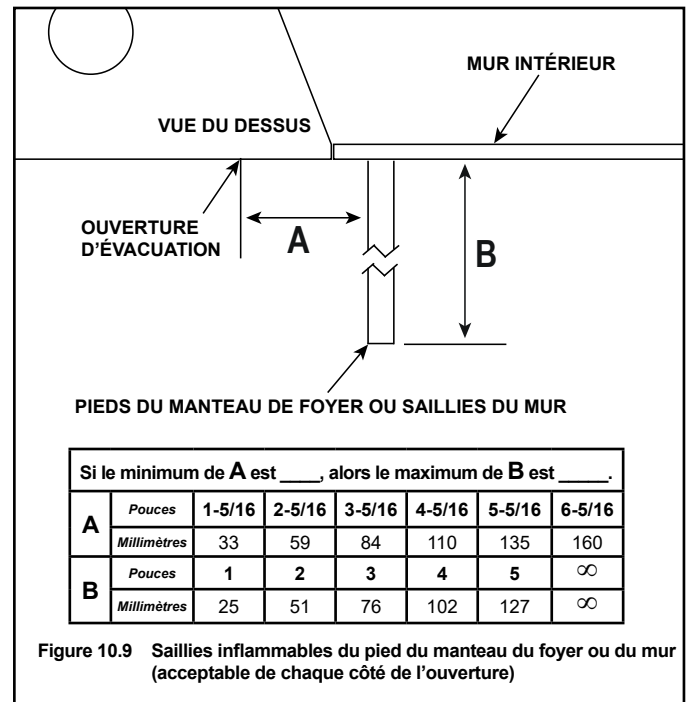 MUR INTÉRIEUR
VUE DU DESSUS
OUVERTURE
D'ÉVACUATION
A
B
PIEDS DU MANTEAU DE FOYER OU SAILLIES DU MUR
Si le minimum de A est ____, alors le maximum de B est _____.
A Pouces 1-5/16 2-5/16 3-5/16 4-5/16 5-5/16 6-5/16
Millimètres 33 59 84 110 135 160
B Pouces 1 2 3 4 5 ∞
Millimètres 25 51 76 102 127 ∞
Figure 10.9 Saillies inflammables du pied du manteau du foyer ou du mur
(acceptable de chaque côté de l'ouverture)